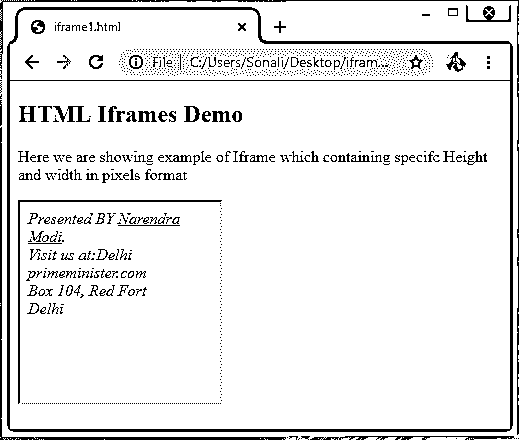 iframe1.html
File | C:/Users/Sonali/Desktop/ifram...
HTML Iframes Demo
Here we are showing example of Iframe which containing specifc Height
and width in pixels format
Presented BY Narendra
Modi.
Visit us at:Delhi
primeminister.com
Box 104, Red Fort
Delhi